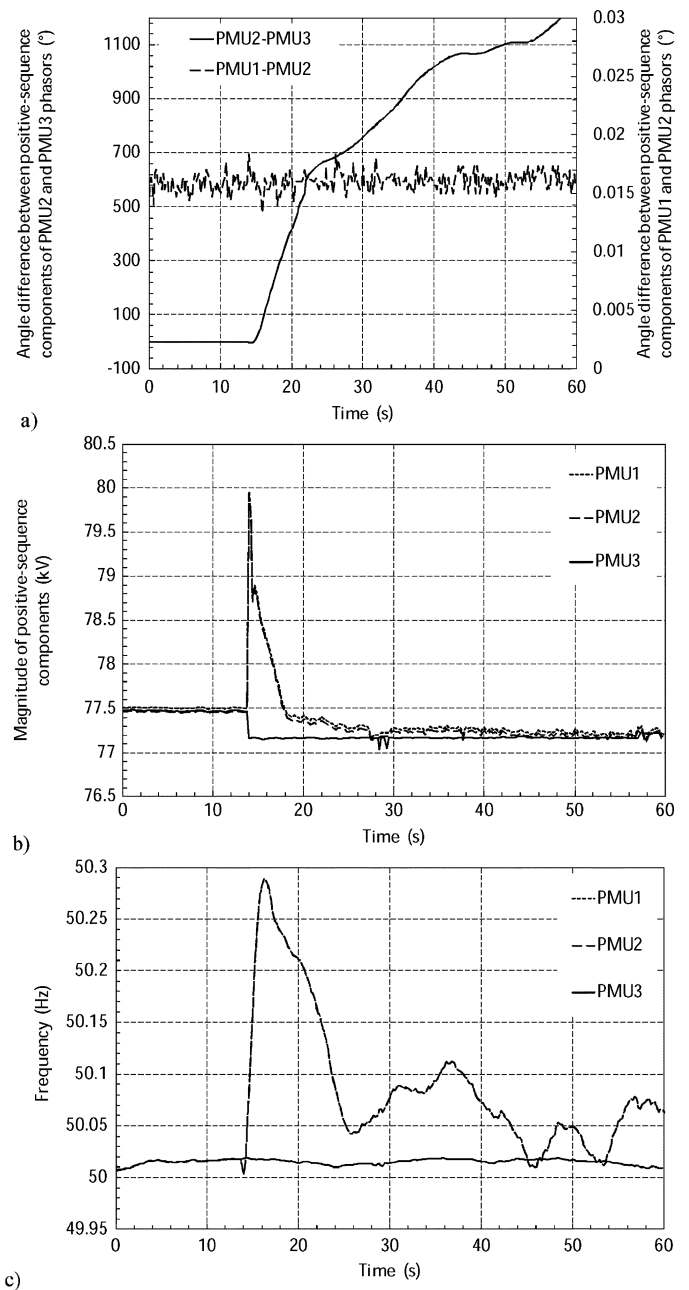 Angle difference between positive-sequence
components of PMU2 and PMU3 phasors (°)
1100
900
700
500
300
100
-100
PMU2-PMU3
PMU1-PMU2
0.03
0.025
0.02
0.015
0.01
0.005
0
Angle difference between positive-sequence
components of PMU1 and PMU2 phasors (°)
0 10 20 30 40 50 60
Time (s)
a)
Magnitude of positive-sequence
components (kV)
80.5
80
79.5
79
78.5
78
77.5
77
76.5
PMU1
PMU2
PMU3
0 10 20 30 40 50 60
Time (s)
b)
Frequency (Hz)
50.3
50.25
50.2
50.15
50.1
50.05
50
49.95
PMU1
PMU2
PMU3
0 10 20 30 40 50 60
Time (s)
c)